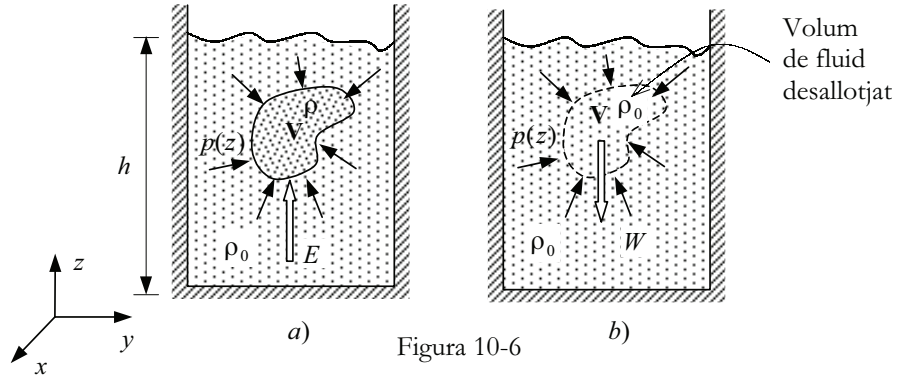 Volum
de fluid
desallotjat
ρ
V
p(z)
h
ρ₀
E
a)
V
ρ₀
p(z)
ρ₀
W
b)
z
y
x
Figura 10-6